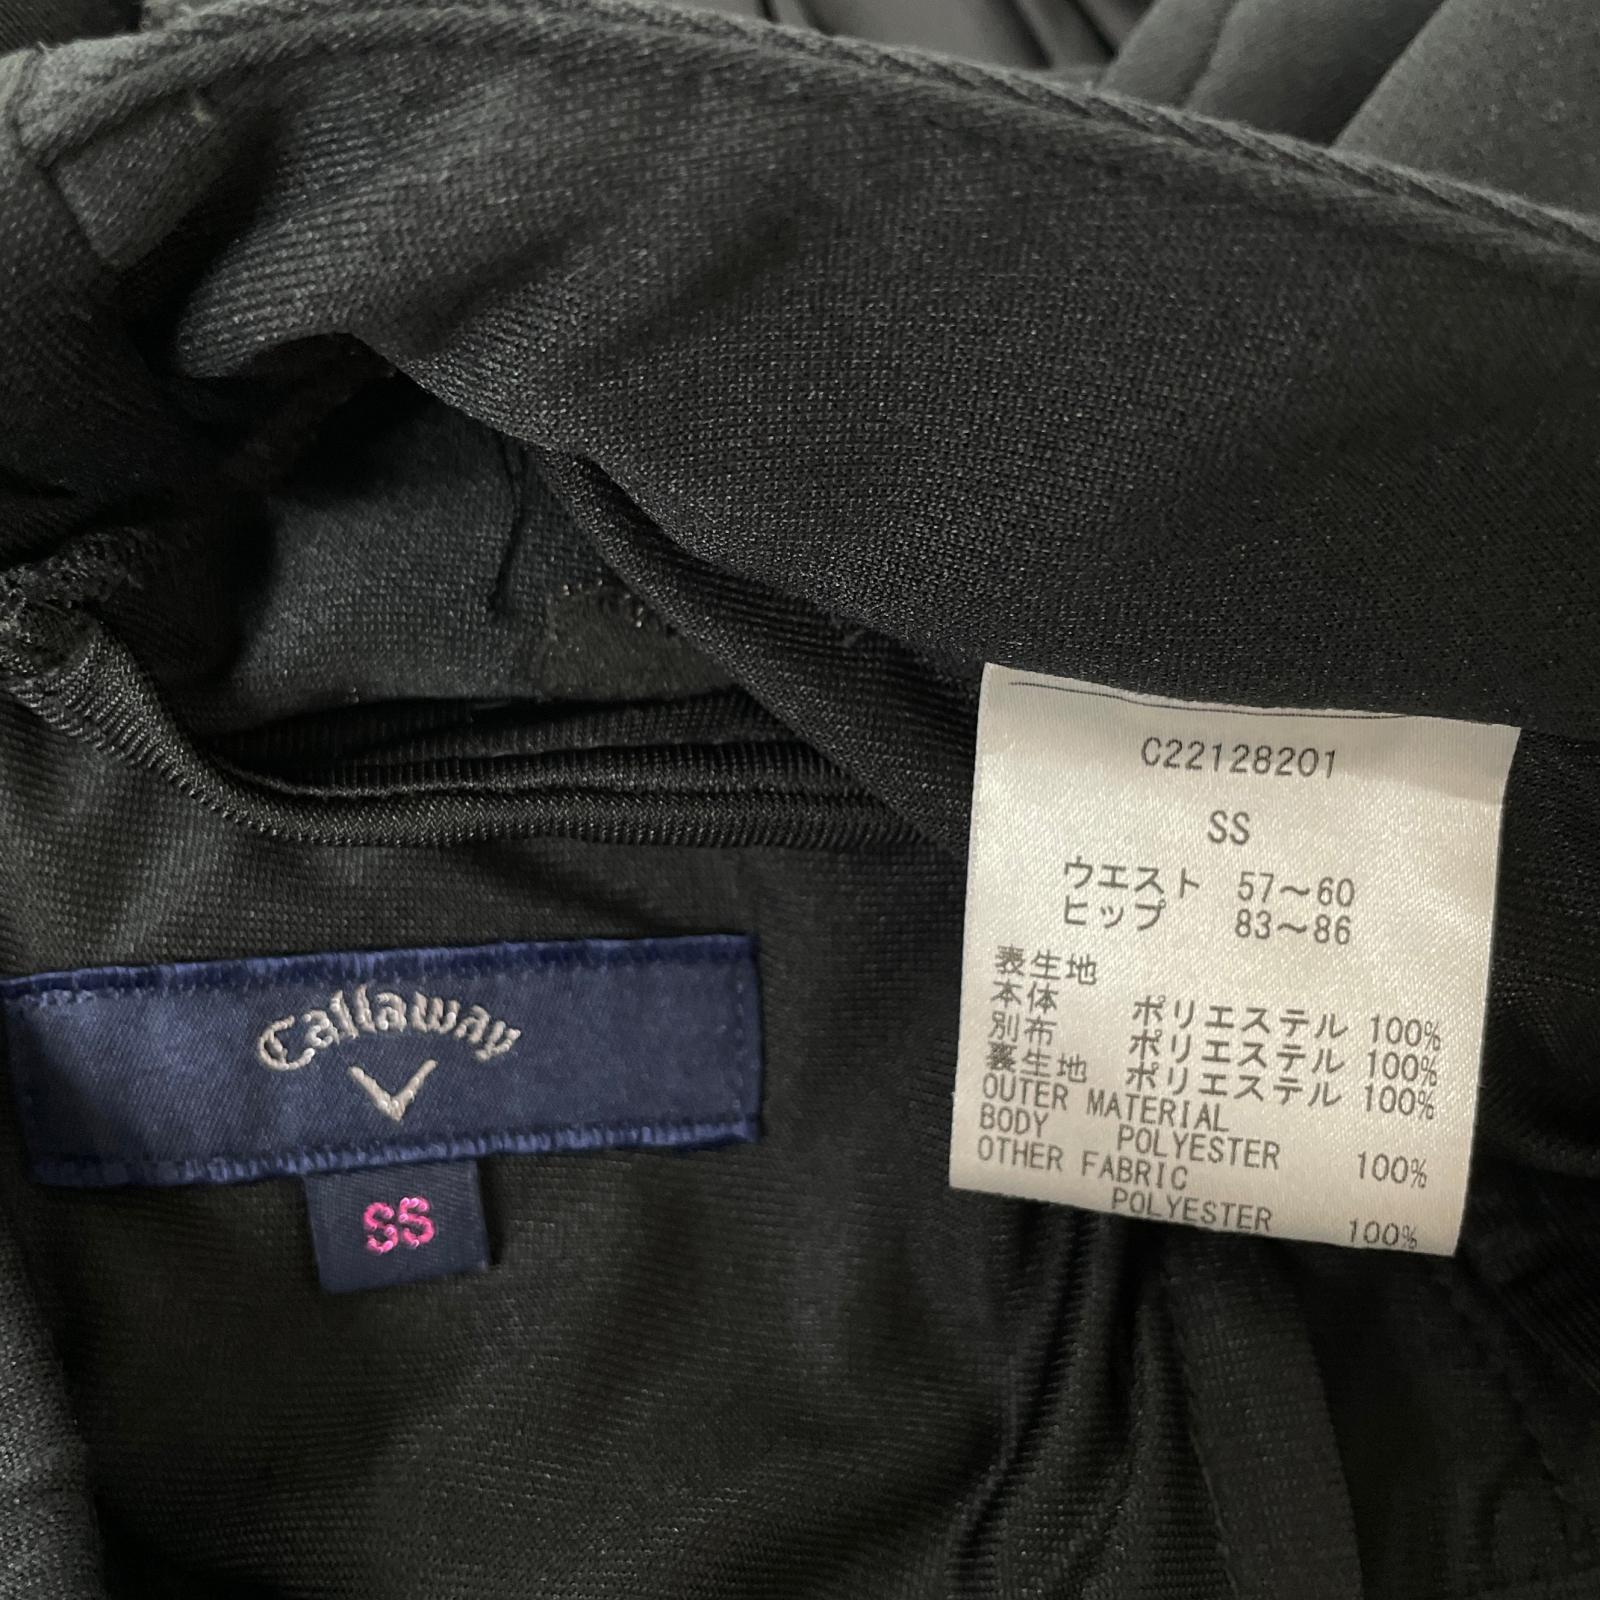 Callaway
SS
C22128201
SS
ウエスト 57～60
ヒップ 83～86
表生地
本体 ポリエステル 100%
別布 ポリエステル 100%
裏生地 ポリエステル 100%
OUTER MATERIAL
BODY POLYESTER 100%
OTHER FABRIC
POLYESTER 100%